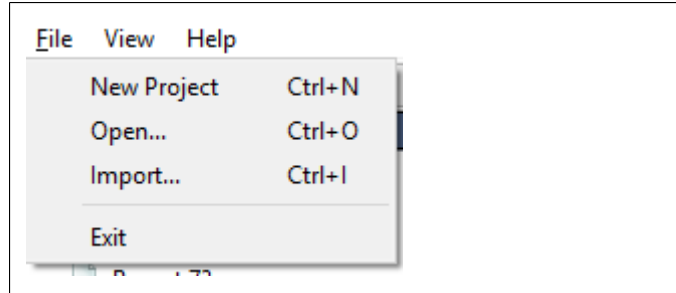 File View Help
New Project Ctrl+N
Open... Ctrl+O
Import... Ctrl+I
Exit